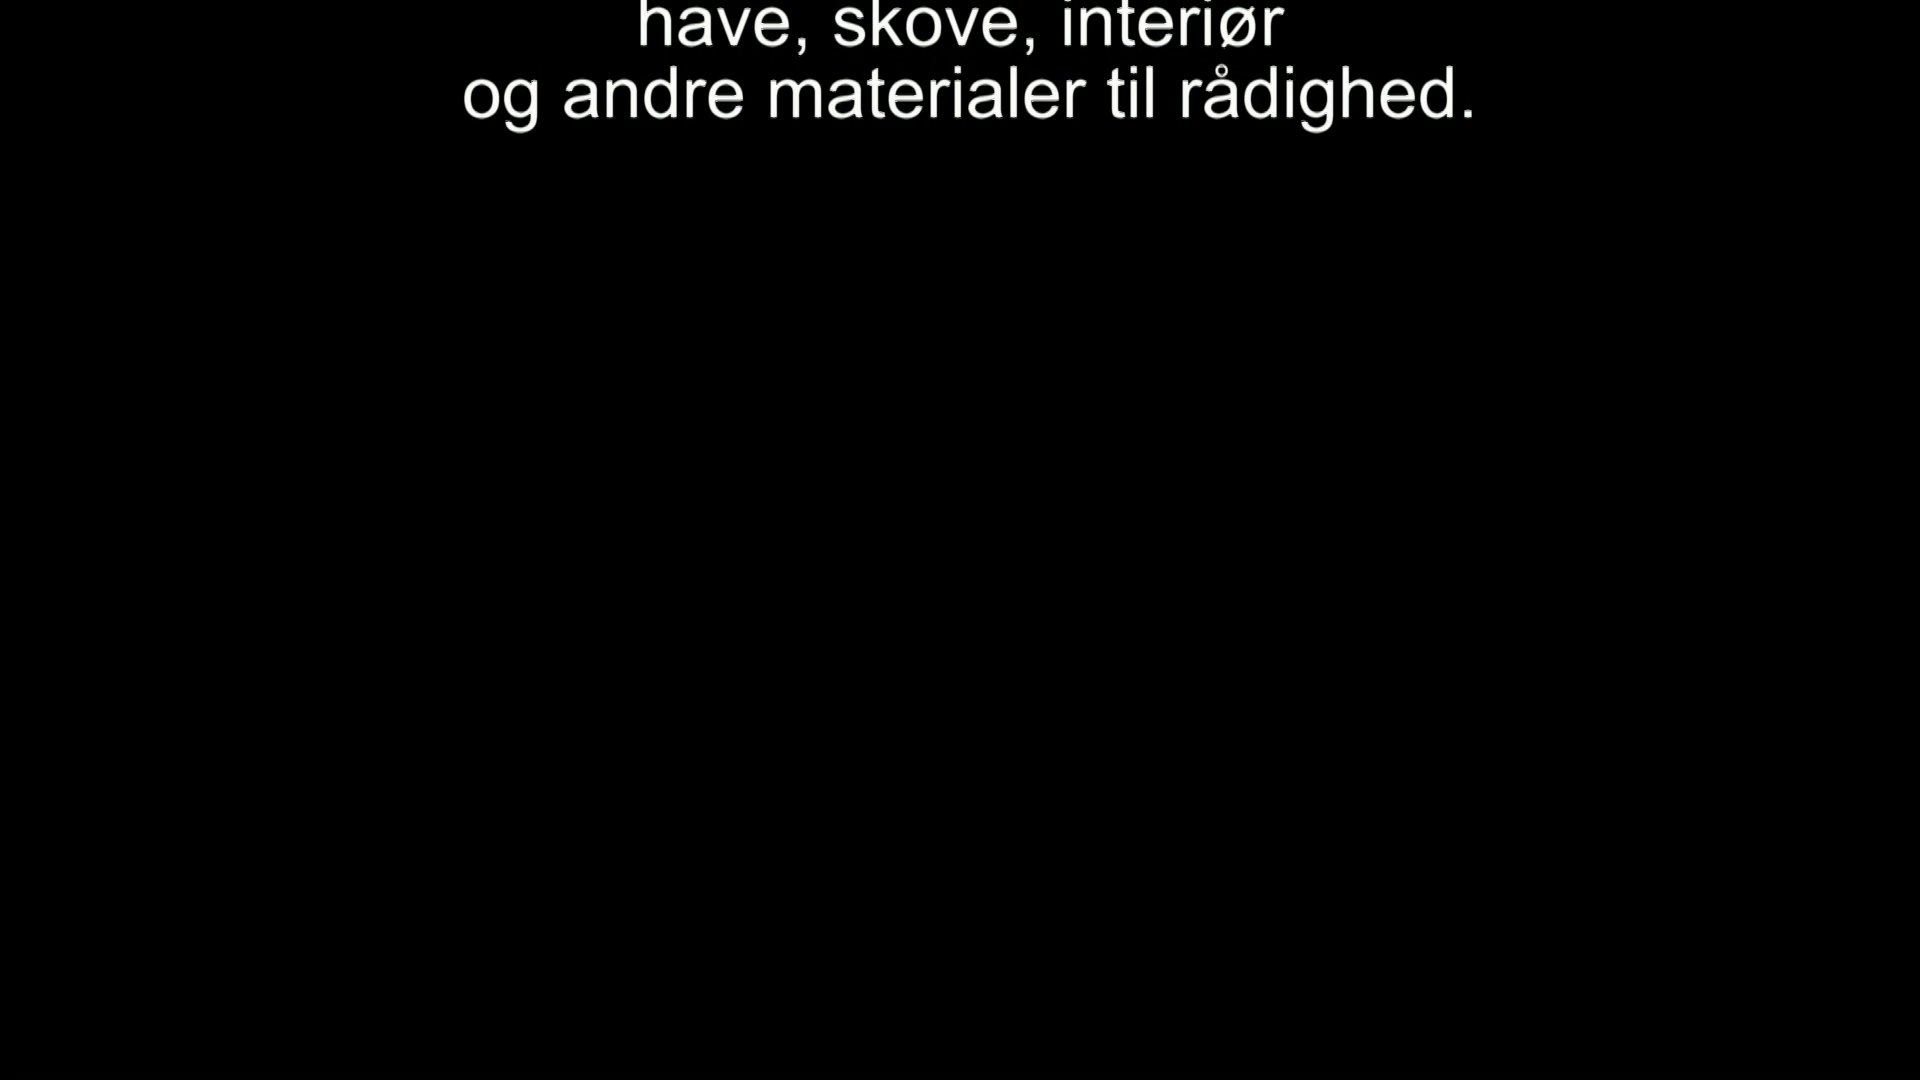 have, skove, interiør
og andre materialer til rådighed.